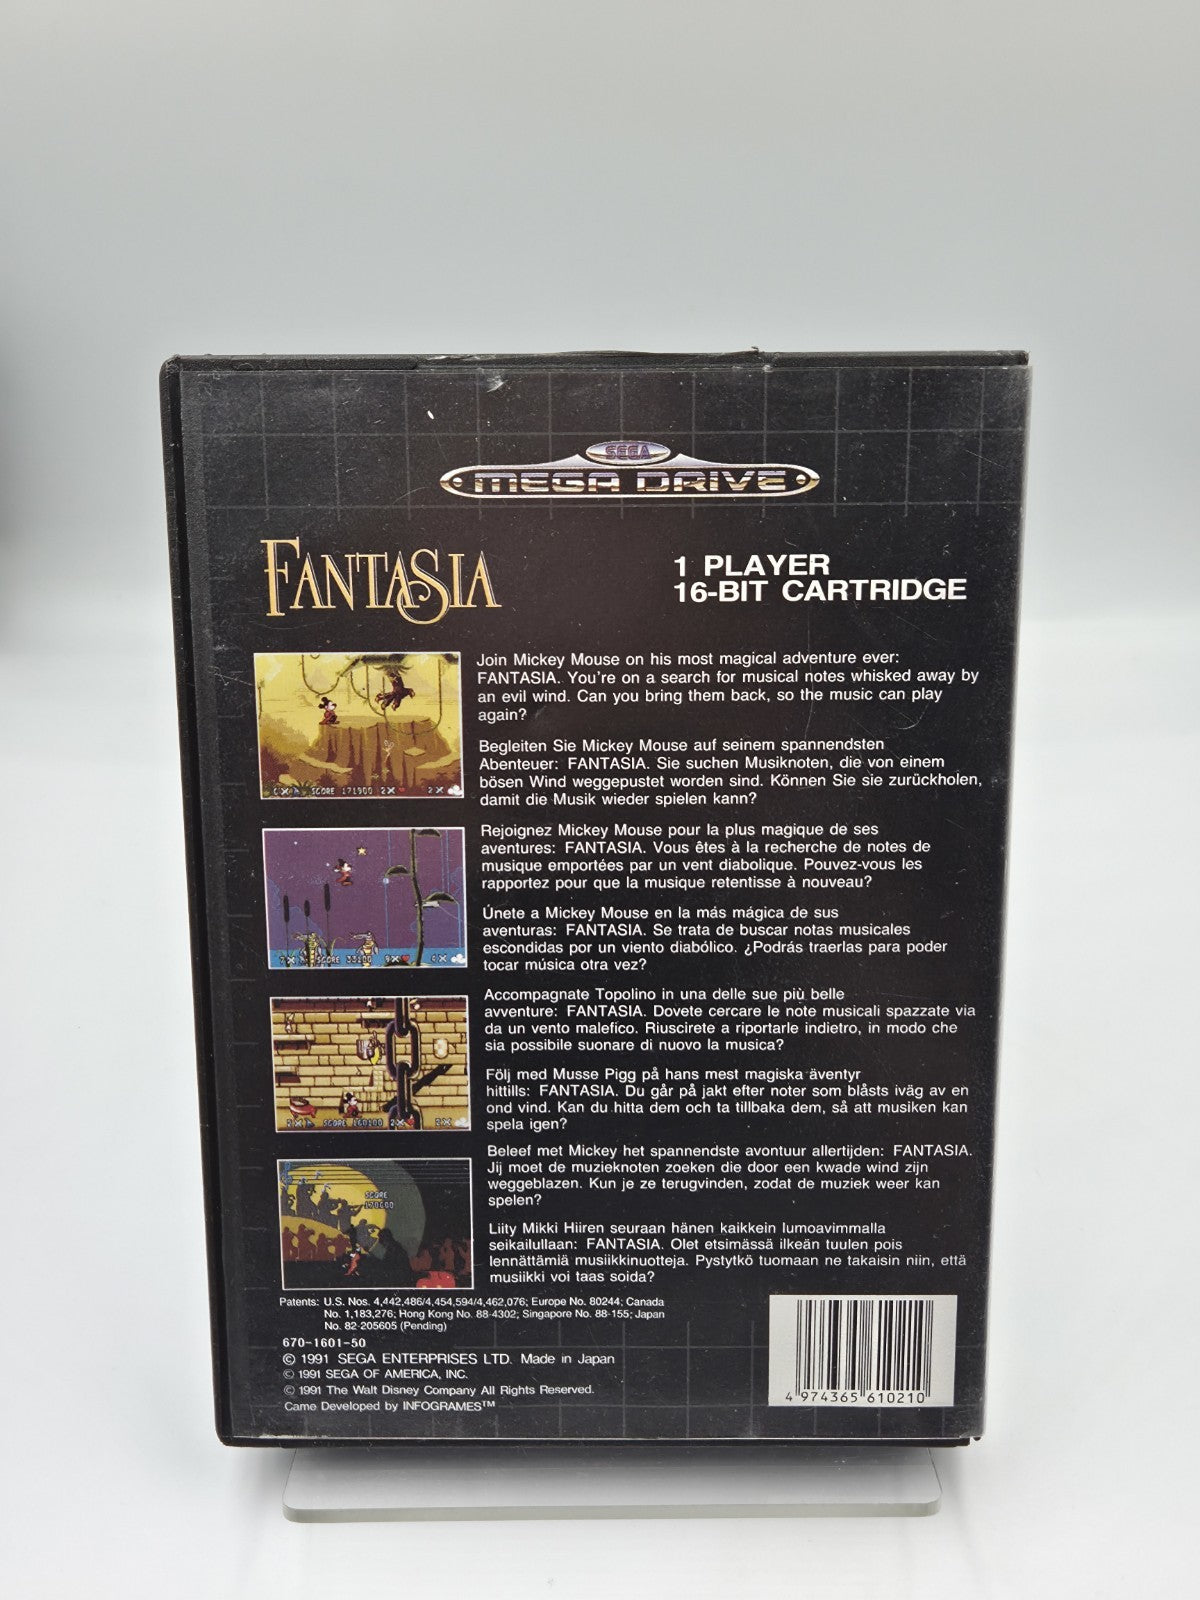 SEGA
MEGA DRIVE
FANTASIA
1 PLAYER
16-BIT CARTRIDGE
Join Mickey Mouse on his most magical adventure ever:
FANTASIA. You're on a search for musical notes whisked away by
an evil wind. Can you bring them back, so the music can play
again?
Begleiten Sie Mickey Mouse auf seinem spannendsten
Abenteuer: FANTASIA. Sie suchen Musiknoten, die von einem
bösen Wind weggepustet worden sind. Können Sie sie zurückholen,
damit die Musik wieder spielen kann?
Rejoignez Mickey Mouse pour la plus magique de ses
aventures: FANTASIA. Vous êtes à la recherche de notes de
musique emportées par un vent diabolique. Pouvez-vous les
rapportez pour que la musique retentisse à nouveau?
Únete a Mickey Mouse en la más mágica de sus
aventuras: FANTASIA. Se trata de buscar notas musicales
escondidas por un viento diabólico. ¿Podrás traerlas para poder
tocar música otra vez?
Accompagnate Topolino in una delle sue più belle
avventure: FANTASIA. Dovete cercare le note musicali spazzate via
da un vento malefico. Riuscirete a riportarle indietro, in modo che
sia possibile suonare di nuovo la musica?
Följ med Musse Pigg på hans mest magiska äventyr
hittills: FANTASIA. Du går på jakt efter noter som blåsts iväg av en
ond vind. Kan du hitta dem och ta tillbaka dem, så att musiken kan
spela igen?
Beleef met Mickey het spannendste avontuur allertijden: FANTASIA.
Jij moet de muzieknoten zoeken die door een kwade wind zijn
weggeblazen. Kun je ze terugvinden, zodat de muziek weer kan
spelen?
Liity Mikki Hiiren seuraan hänen kaikkein lumoavimmalla
seikailullaan: FANTASIA. Olet etsimässä ilkeän tuulen pois
lennättämiä musiikkinuotteja. Pystytkö tuomaan ne takaisin niin, että
musiikki voi taas soida?
SCORE 171900 2X 2X
SCORE 33100 9X
SCORE 160100 2X 2X
SCORE
Patents: U.S. Nos. 4,442,486/4,454,594/4,462,076; Europe No. 80244; Canada
No. 1,183,276; Hong Kong No. 88-4302; Singapore No. 88-155; Japan
No. 82-205605 (Pending)
670-1601-50
© 1991 SEGA ENTERPRISES LTD. Made in Japan
© 1991 SEGA OF AMERICA, INC.
© 1991 The Walt Disney Company All Rights Reserved.
Game Developed by INFOGRAMES™
4 974365 610210